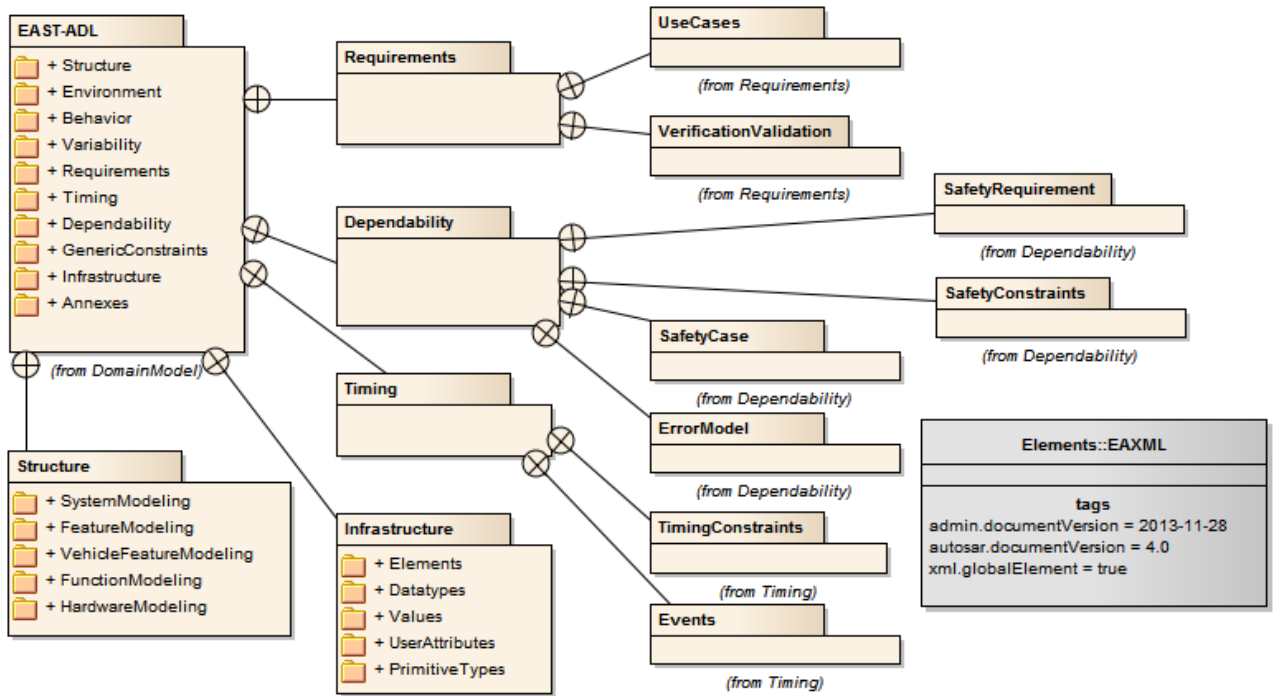 EAST-ADL
+ Structure
+ Environment
+ Behavior
+ Variability
+ Requirements
+ Timing
+ Dependability
+ GenericConstraints
+ Infrastructure
+ Annexes
(from DomainModel)
Structure
+ SystemModeling
+ FeatureModeling
+ VehicleFeatureModeling
+ FunctionModeling
+ HardwareModeling
Requirements
Dependability
Timing
Infrastructure
+ Elements
+ Datatypes
+ Values
+ UserAttributes
+ PrimitiveTypes
UseCases
(from Requirements)
VerificationValidation
(from Requirements)
SafetyRequirement
(from Dependability)
SafetyConstraints
(from Dependability)
SafetyCase
(from Dependability)
ErrorModel
(from Dependability)
TimingConstraints
(from Timing)
Events
(from Timing)
Elements::EAXML
tags
admin.documentVersion = 2013-11-28
autosar.documentVersion = 4.0
xml.globalElement = true